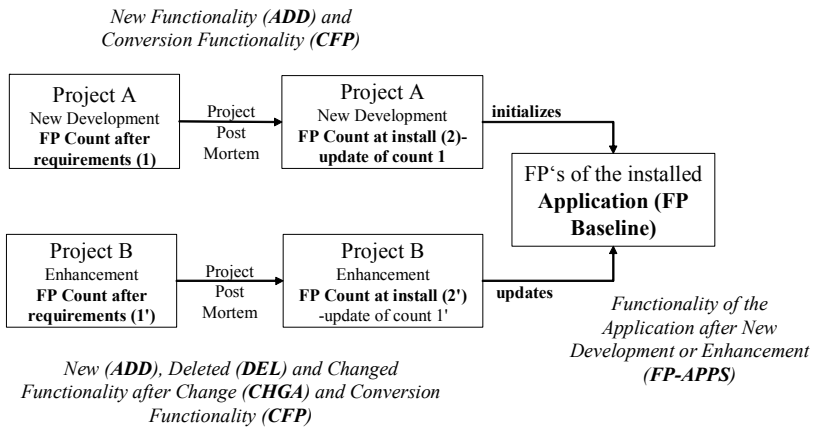 New Functionality (ADD) and
Conversion Functionality (CFP)
Project A
New Development
FP Count after
requirements (1)
Project
Post
Mortem
Project A
New Development
FP Count at install (2)-
update of count 1
initializes
FP‘s of the installed
Application (FP
Baseline)
Project B
Enhancement
FP Count after
requirements (1')
Project
Post
Mortem
Project B
Enhancement
FP Count at install (2')
-update of count 1'
updates
Functionality of the
Application after New
Development or Enhancement
(FP-APPS)
New (ADD), Deleted (DEL) and Changed
Functionality after Change (CHGA) and Conversion
Functionality (CFP)